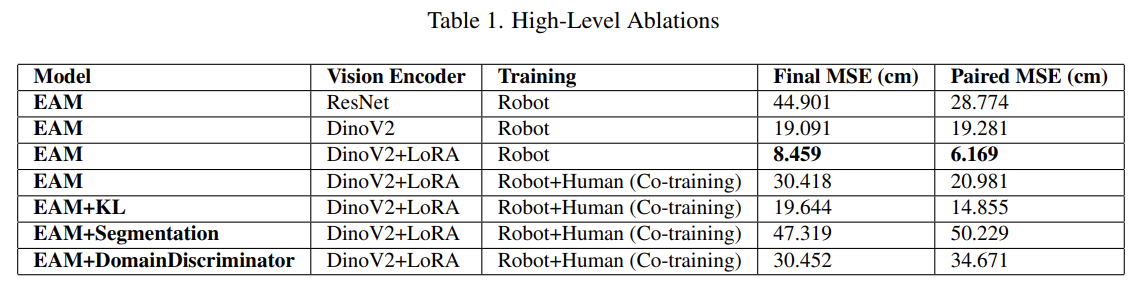 Table 1. High-Level Ablations
Model Vision Encoder Training Final MSE (cm) Paired MSE (cm)
EAM ResNet Robot 44.901 28.774
EAM DinoV2 Robot 19.091 19.281
EAM DinoV2+LoRA Robot 8.459 6.169
EAM DinoV2+LoRA Robot+Human (Co-training) 30.418 20.981
EAM+KL DinoV2+LoRA Robot+Human (Co-training) 19.644 14.855
EAM+Segmentation DinoV2+LoRA Robot+Human (Co-training) 47.319 50.229
EAM+DomainDiscriminator DinoV2+LoRA Robot+Human (Co-training) 30.452 34.671